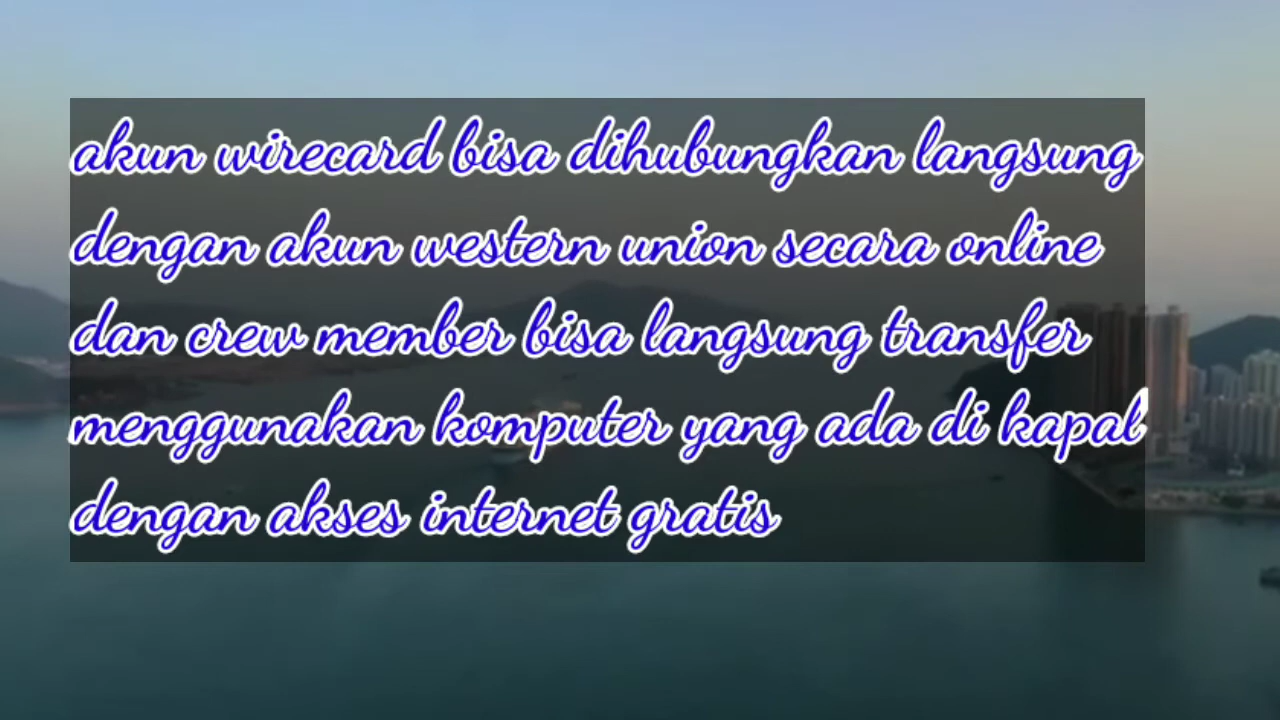 akun wirecard bisa dihubungkan langsung
dengan akun western union secara online
dan crew member bisa langsung transfer
menggunakan komputer yang ada di kapal
dengan akses internet gratis